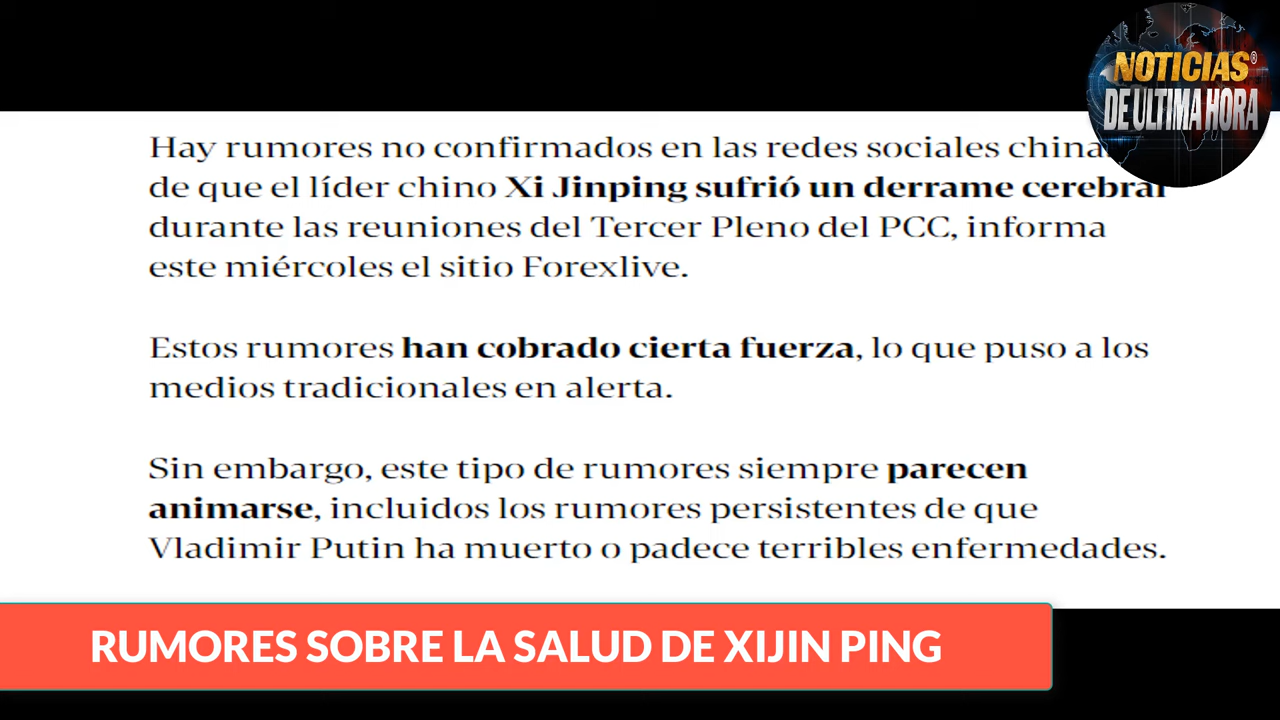 NOTICIAS®
DE ULTIMA HORA
Hay rumores no confirmados en las redes sociales china
de que el líder chino Xi Jinping sufrió un derrame cerebral
durante las reuniones del Tercer Pleno del PCC, informa
este miércoles el sitio Forexlive.
Estos rumores han cobrado cierta fuerza, lo que puso a los
medios tradicionales en alerta.
Sin embargo, este tipo de rumores siempre parecen
animarse, incluidos los rumores persistentes de que
Vladimir Putin ha muerto o padece terribles enfermedades.
RUMORES SOBRE LA SALUD DE XIJIN PING